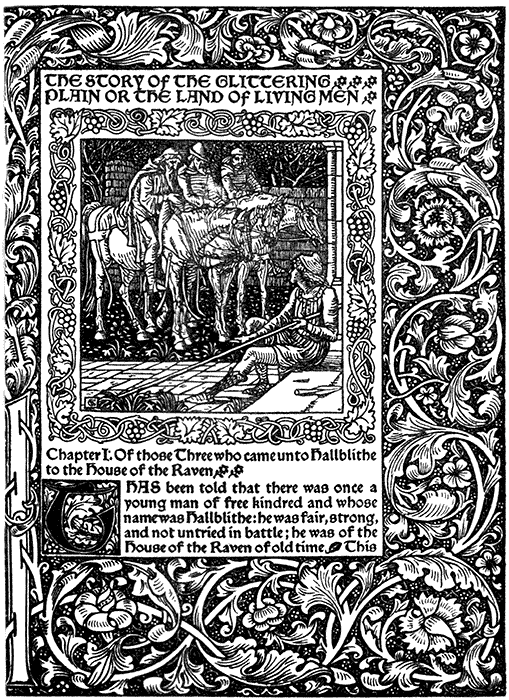 THE STORY OF THE GLITTERING
PLAIN OR THE LAND OF LIVING MEN
Chapter I. Of those Three who came unto Hallblithe
to the House of the Raven
IT HAS been told that there was once a
young man of free kindred and whose
name was Hallblithe: he was fair, strong,
and not untried in battle; he was of the
House of the Raven of old time. This